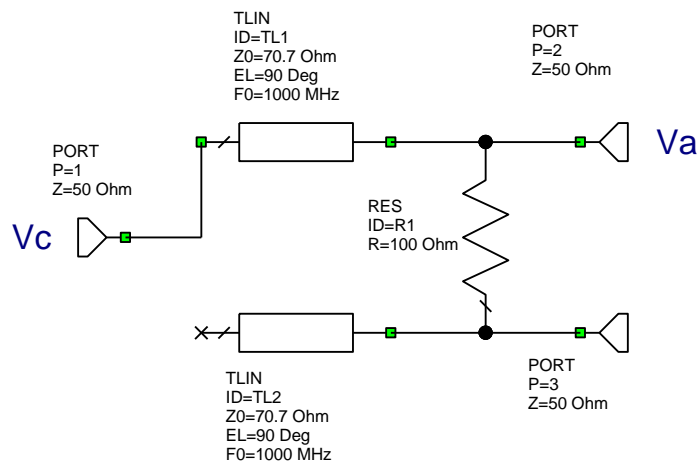 TLIN
ID=TL1
Z0=70.7 Ohm
EL=90 Deg
F0=1000 MHz
PORT
P=2
Z=50 Ohm
Va
PORT
P=1
Z=50 Ohm
Vc
RES
ID=R1
R=100 Ohm
TLIN
ID=TL2
Z0=70.7 Ohm
EL=90 Deg
F0=1000 MHz
PORT
P=3
Z=50 Ohm